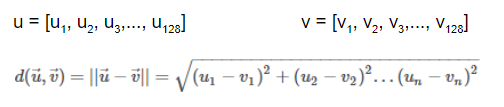 u = [u₁, u₂, u₃,..., u₁₂₈] v = [v₁, v₂, v₃,..., v₁₂₈]
d(u⃗, v⃗) = ||u⃗ − v⃗|| = √(u₁ − v₁)² + (u₂ − v₂)² … (uₙ − vₙ)²